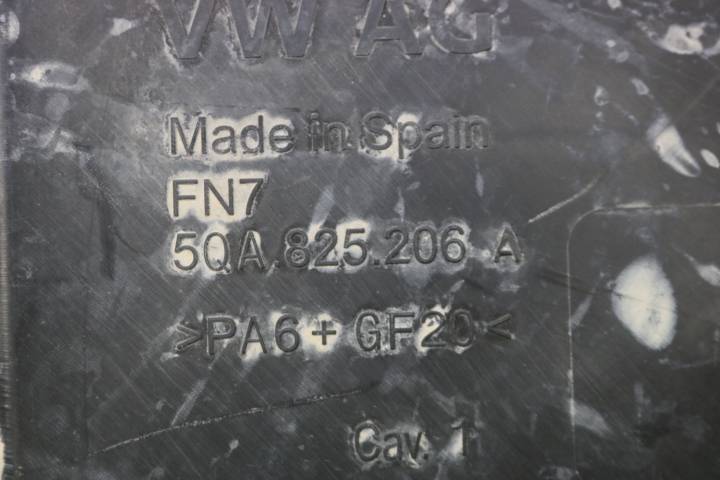 VW AG
Made in Spain
FN7
5QA.825.206 A
>PA6+GF20<
Cav. 1